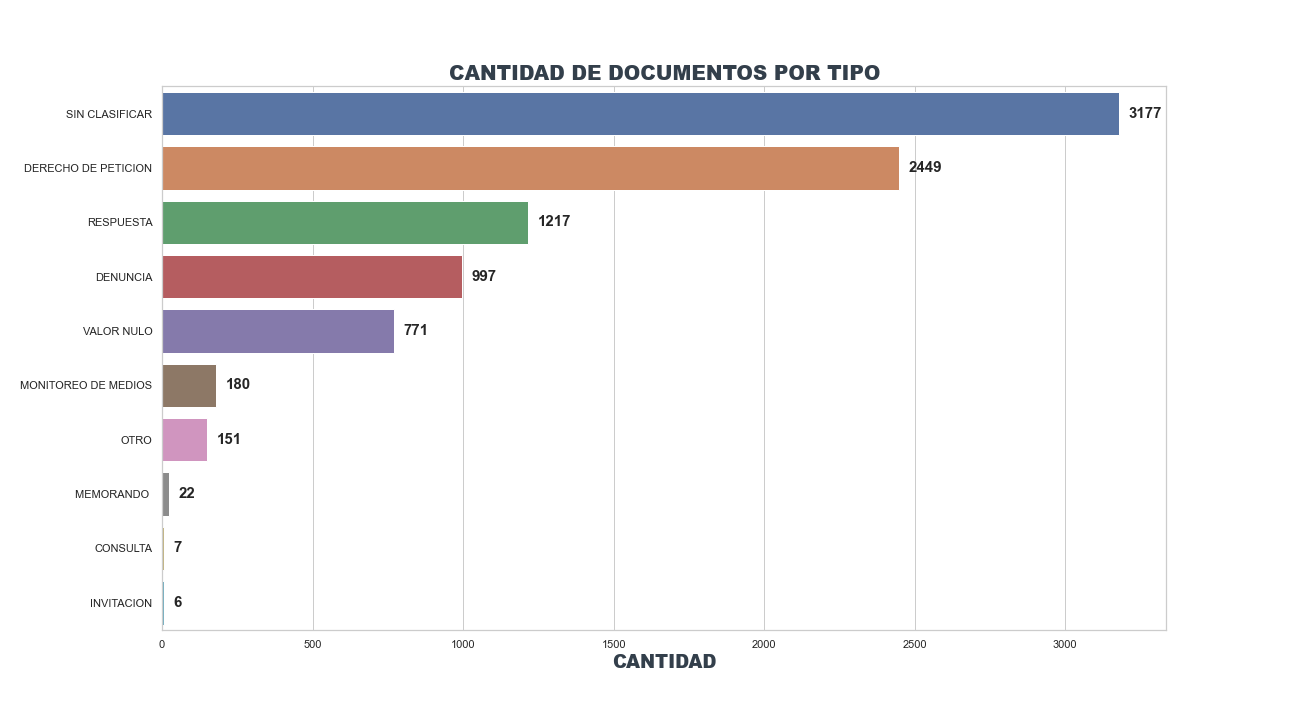 CANTIDAD DE DOCUMENTOS POR TIPO
SIN CLASIFICAR 3177
DERECHO DE PETICION 2449
RESPUESTA 1217
DENUNCIA 997
VALOR NULO 771
MONITOREO DE MEDIOS 180
OTRO 151
MEMORANDO 22
CONSULTA 7
INVITACION 6
0 500 1000 1500 2000 2500 3000
CANTIDAD